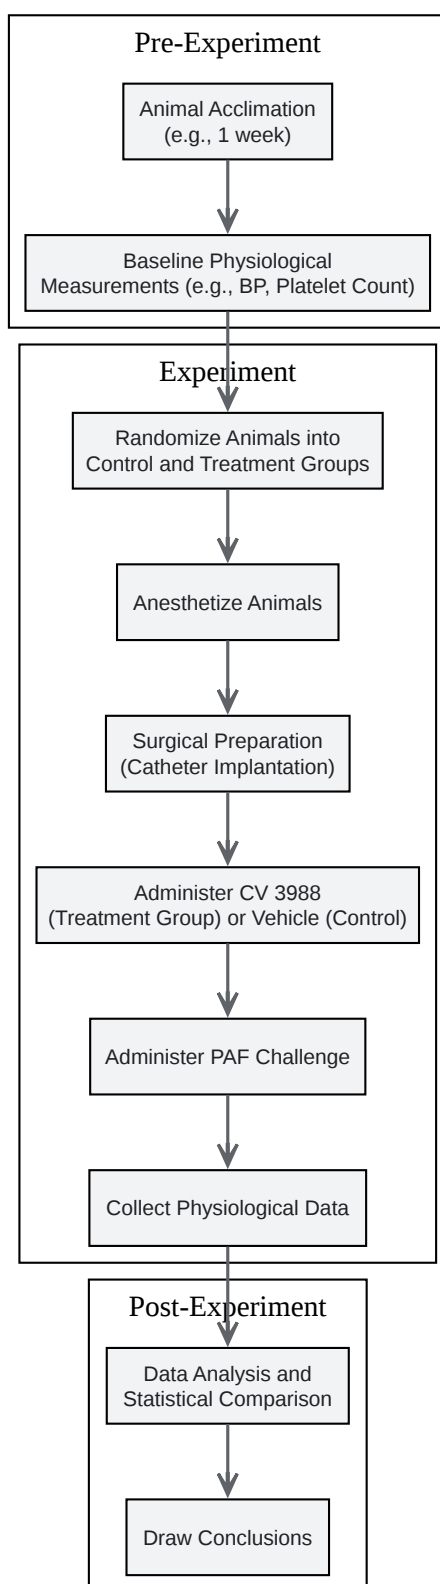 Pre-Experiment
Animal Acclimation
(e.g., 1 week)
Baseline Physiological
Measurements (e.g., BP, Platelet Count)
Experiment
Randomize Animals into
Control and Treatment Groups
Anesthetize Animals
Surgical Preparation
(Catheter Implantation)
Administer CV 3988
(Treatment Group) or Vehicle (Control)
Administer PAF Challenge
Collect Physiological Data
Post-Experiment
Data Analysis and
Statistical Comparison
Draw Conclusions